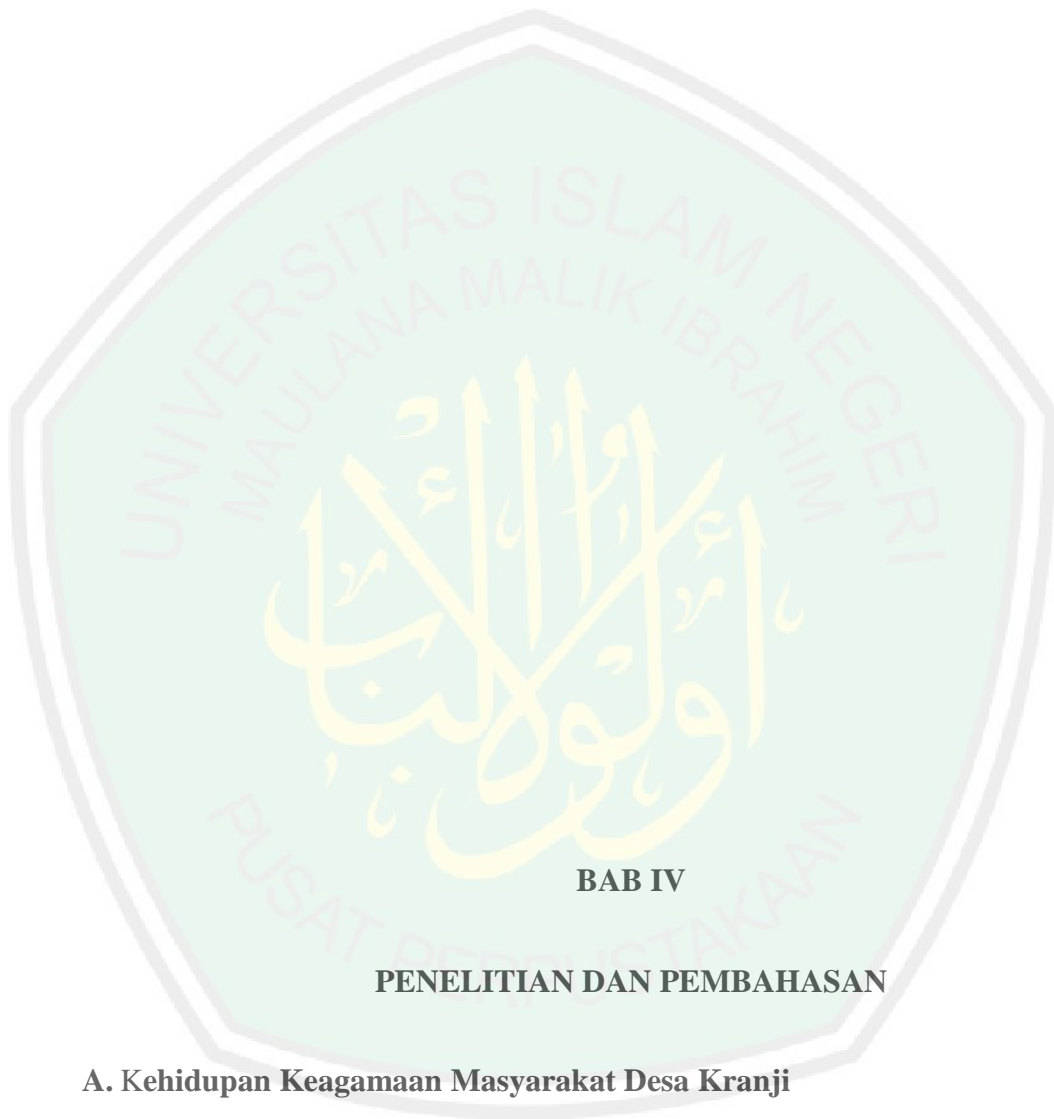 UNIVERSITAS ISLAM NEGERI
MAULANA MALIK IBRAHIM
أولوا الألباب
PUSAT PERPUSTAKAAN
BAB IV
PENELITIAN DAN PEMBAHASAN
A. Kehidupan Keagamaan Masyarakat Desa Kranji